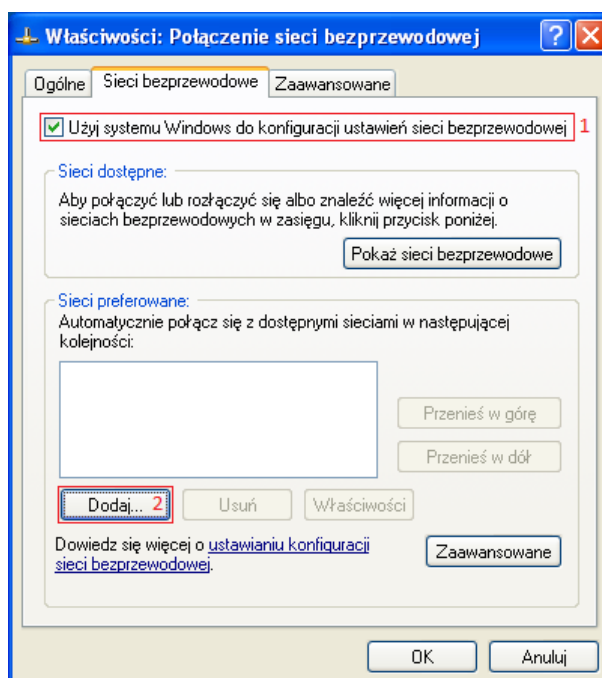 Właściwości: Połączenie sieci bezprzewodowej
Ogólne Sieci bezprzewodowe Zaawansowane
Użyj systemu Windows do konfiguracji ustawień sieci bezprzewodowej 1
Sieci dostępne:
Aby połączyć lub rozłączyć się albo znaleźć więcej informacji o
sieciach bezprzewodowych w zasięgu, kliknij przycisk poniżej.
Pokaż sieci bezprzewodowe
Sieci preferowane:
Automatycznie połącz się z dostępnymi sieciami w następującej
kolejności:
Przenieś w górę
Przenieś w dół
Dodaj... 2 Usuń Właściwości
Dowiedz się więcej o ustawianiu konfiguracji
sieci bezprzewodowej.
Zaawansowane
OK Anuluj